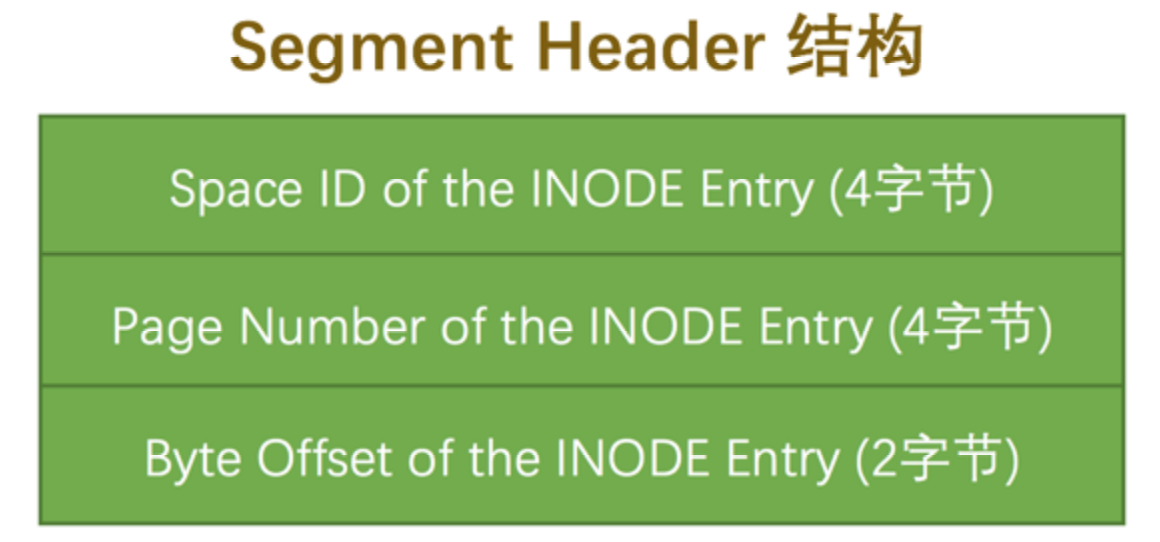 Segment Header 结构
Space ID of the INODE Entry (4字节)
Page Number of the INODE Entry (4字节)
Byte Offset of the INODE Entry (2字节)